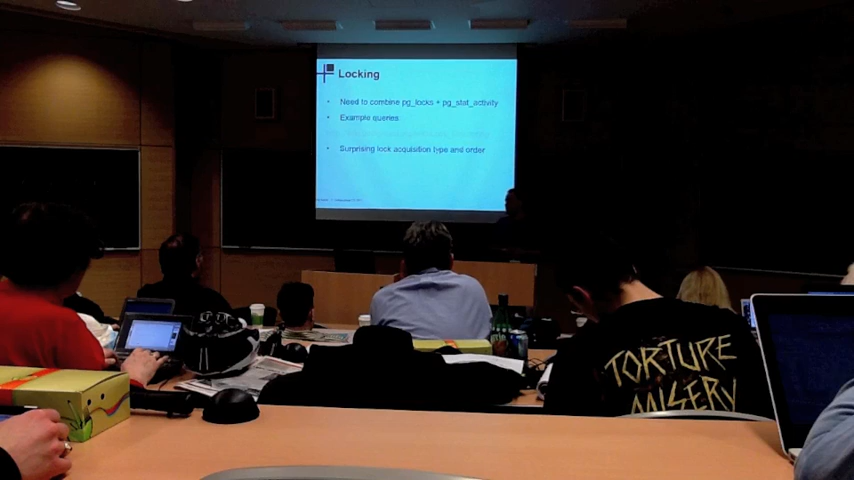 Locking
• Need to combine pg_locks + pg_stat_activity
• Example queries:
• Surprising lock acquisition type and order
TORTURE
MISERY